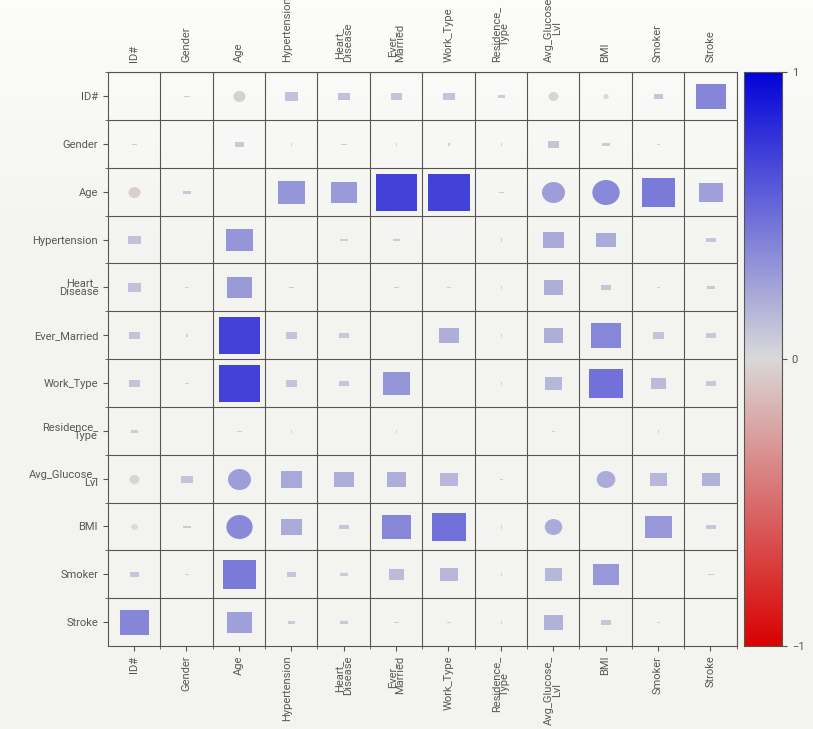 ID#
Gender
Age
Hypertension
Heart_
Disease
Ever_
Married
Work_Type
Residence_
Type
Avg_Glucose_
Lvl
BMI
Smoker
Stroke
ID#
Gender
Age
Hypertension
Heart_
Disease
Ever_Married
Work_Type
Residence_
Type
Avg_Glucose_
Lvl
BMI
Smoker
Stroke
1
0
−1
ID#
Gender
Age
Hypertension
Heart_
Disease
Ever_
Married
Work_Type
Residence_
Type
Avg_Glucose_
Lvl
BMI
Smoker
Stroke